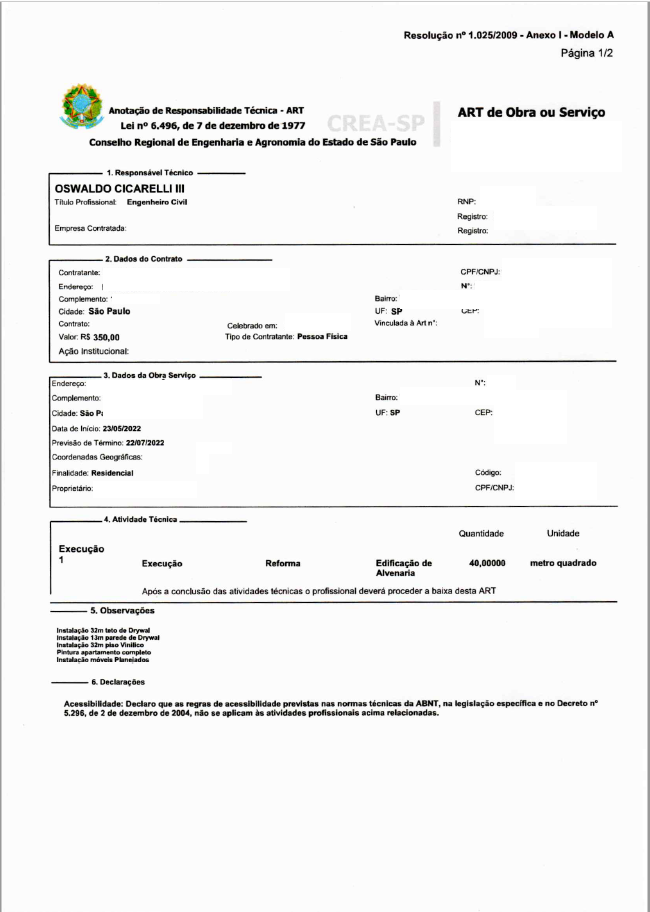 Resolução nº 1.025/2009 - Anexo I - Modelo A
Página 1/2
Anotação de Responsabilidade Técnica - ART
Lei nº 6.496, de 7 de dezembro de 1977
CREA-SP
Conselho Regional de Engenharia e Agronomia do Estado de São Paulo
ART de Obra ou Serviço
1. Responsável Técnico
OSWALDO CICARELLI III
Título Profissional: Engenheiro Civil
RNP:
Registro:
Empresa Contratada:
Registro:
2. Dados do Contrato
Contratante:
CPF/CNPJ:
Endereço:
N°:
Complemento:
Bairro:
Cidade: São Paulo
UF: SP
CEP:
Contrato:
Celebrado em:
Vinculada à Art n°:
Valor: R$ 350,00
Tipo de Contratante: Pessoa Física
Ação Institucional:
3. Dados da Obra Serviço
Endereço:
N°:
Complemento:
Bairro:
Cidade: São
UF: SP
CEP:
Data de Início: 23/05/2022
Previsão de Término: 22/07/2022
Coordenadas Geográficas:
Finalidade: Residencial
Código:
Proprietário:
CPF/CNPJ:
4. Atividade Técnica
Quantidade Unidade
Execução
1
Execução Reforma Edificação de Alvenaria 40,00000 metro quadrado
Após a conclusão das atividades técnicas o profissional deverá proceder a baixa desta ART
5. Observações
Instalação 32m teto de Drywal
Instalação 13m parede de Drywal
Instalação 32m piso Vinilico
Pintura apartamento completo
Instalação móveis Planejados
6. Declarações
Acessibilidade: Declaro que as regras de acessibilidade previstas nas normas técnicas da ABNT, na legislação específica e no Decreto nº
5.296, de 2 de dezembro de 2004, não se aplicam às atividades profissionais acima relacionadas.